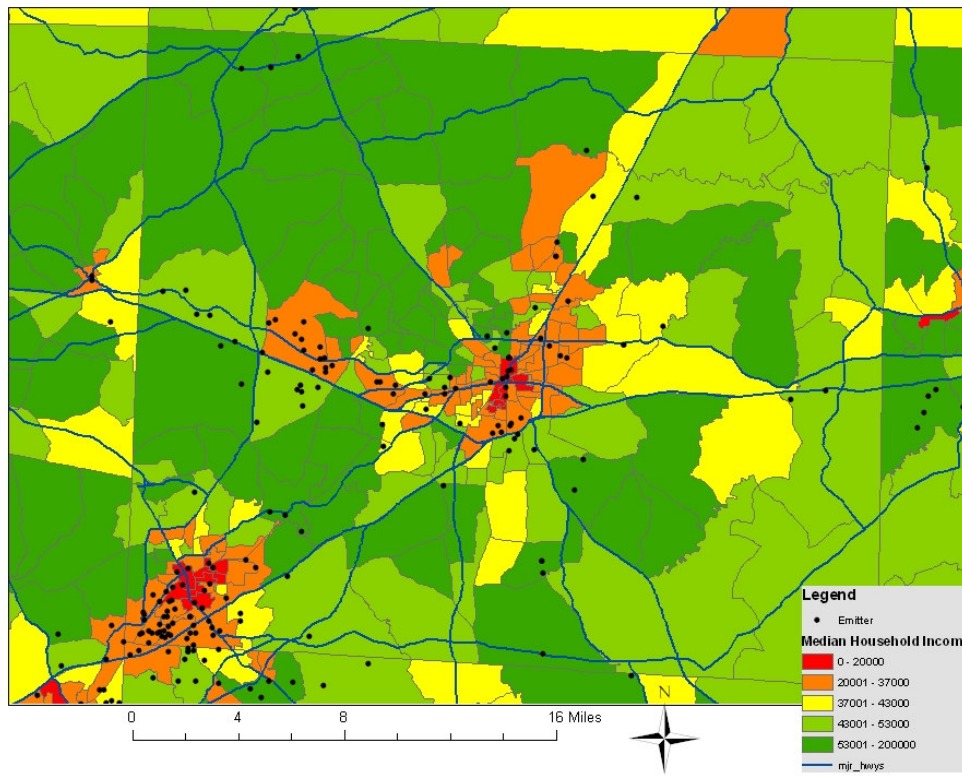 Legend
Emitter
Median Household Incom
0 - 20000
20001 - 37000
37001 - 43000
43001 - 53000
53001 - 200000
mjr_hwys
N
0 4 8 16 Miles